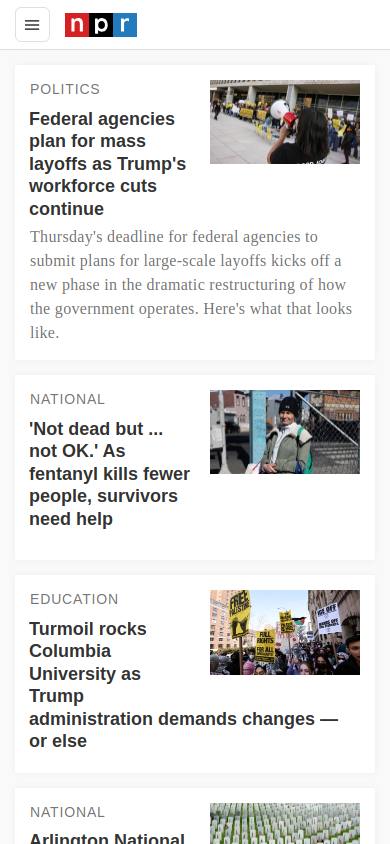 npr
POLITICS
Federal agencies
plan for mass
layoffs as Trump's
workforce cuts
continue
Thursday's deadline for federal agencies to
submit plans for large-scale layoffs kicks off a
new phase in the dramatic restructuring of how
the government operates. Here's what that looks
like.
NATIONAL
'Not dead but ...
not OK.' As
fentanyl kills fewer
people, survivors
need help
EDUCATION
Turmoil rocks
Columbia
University as
Trump
administration demands changes —
or else
FREE
PALESTINE
FULL
RIGHTS
FOR ALL
NATIONAL
Arlington National